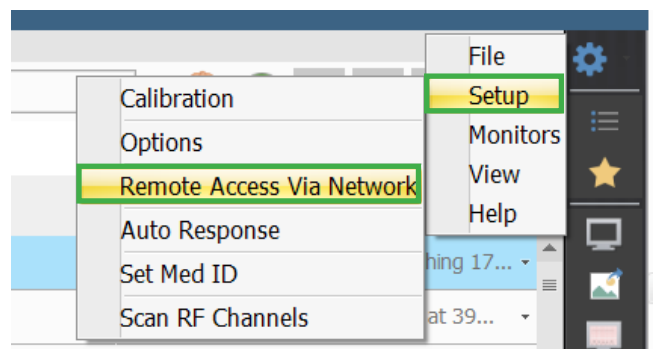 File
Setup
Monitors
View
Help
Calibration
Options
Remote Access Via Network
Auto Response
Set Med ID
Scan RF Channels
hing 17...
at 39...